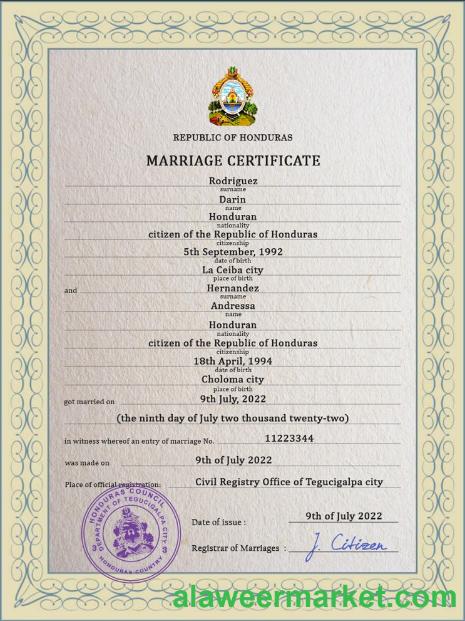 REPUBLIC OF HONDURAS
MARRIAGE CERTIFICATE
Rodriguez
surname
Darin
name
Honduran
nationality
citizen of the Republic of Honduras
citizenship
5th September, 1992
date of birth
La Ceiba city
place of birth
and Hernandez
surname
Andressa
name
Honduran
nationality
citizen of the Republic of Honduras
citizenship
18th April, 1994
date of birth
Choloma city
place of birth
got married on 9th July, 2022
(the ninth day of July two thousand twenty-two)
in witness whereof an entry of marriage No. 11223344
was made on 9th of July 2022
Place of official registration: Civil Registry Office of Tegucigalpa city
HONDURAS COUNCIL
DEPARTMENT OF TEGUCIGALPA CITY
HONDURAS COUNTRY
Date of issue : 9th of July 2022
Registrar of Marriages : J. Citizen
alaweermarket.com